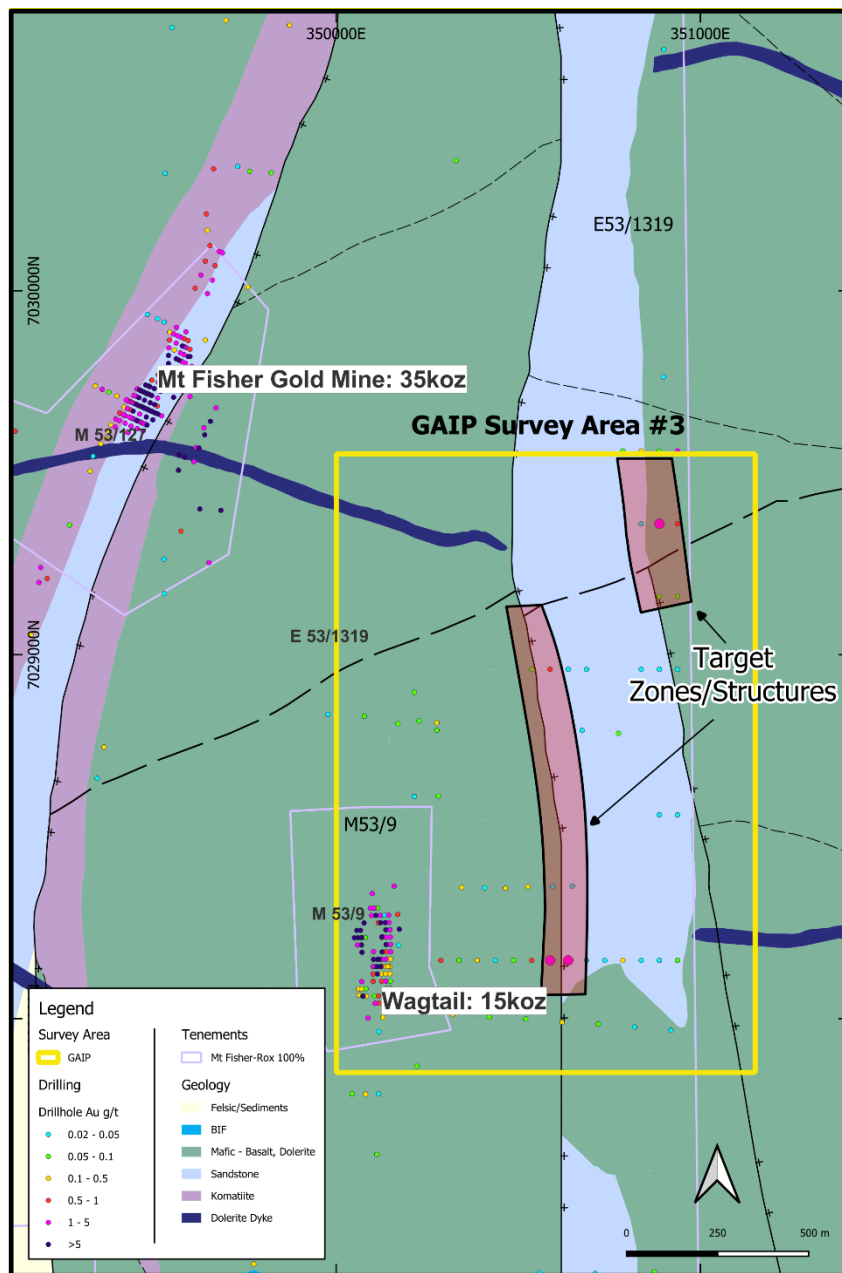 350000E
351000E
E53/1319
7030000N
Mt Fisher Gold Mine: 35koz
GAIP Survey Area #3
M 53/127
E 53/1319
7029000N
Target
Zones/Structures
M53/9
M 53/9
Wagtail: 15koz
Legend
Survey Area
GAIP
Drilling
Drillhole Au g/t
0.02 - 0.05
0.05 - 0.1
0.1 - 0.5
0.5 - 1
1 - 5
>5
Tenements
Mt Fisher-Rox 100%
Geology
Felsic/Sediments
BIF
Mafic - Basalt, Dolerite
Sandstone
Komatiite
Dolerite Dyke
0
250
500 m